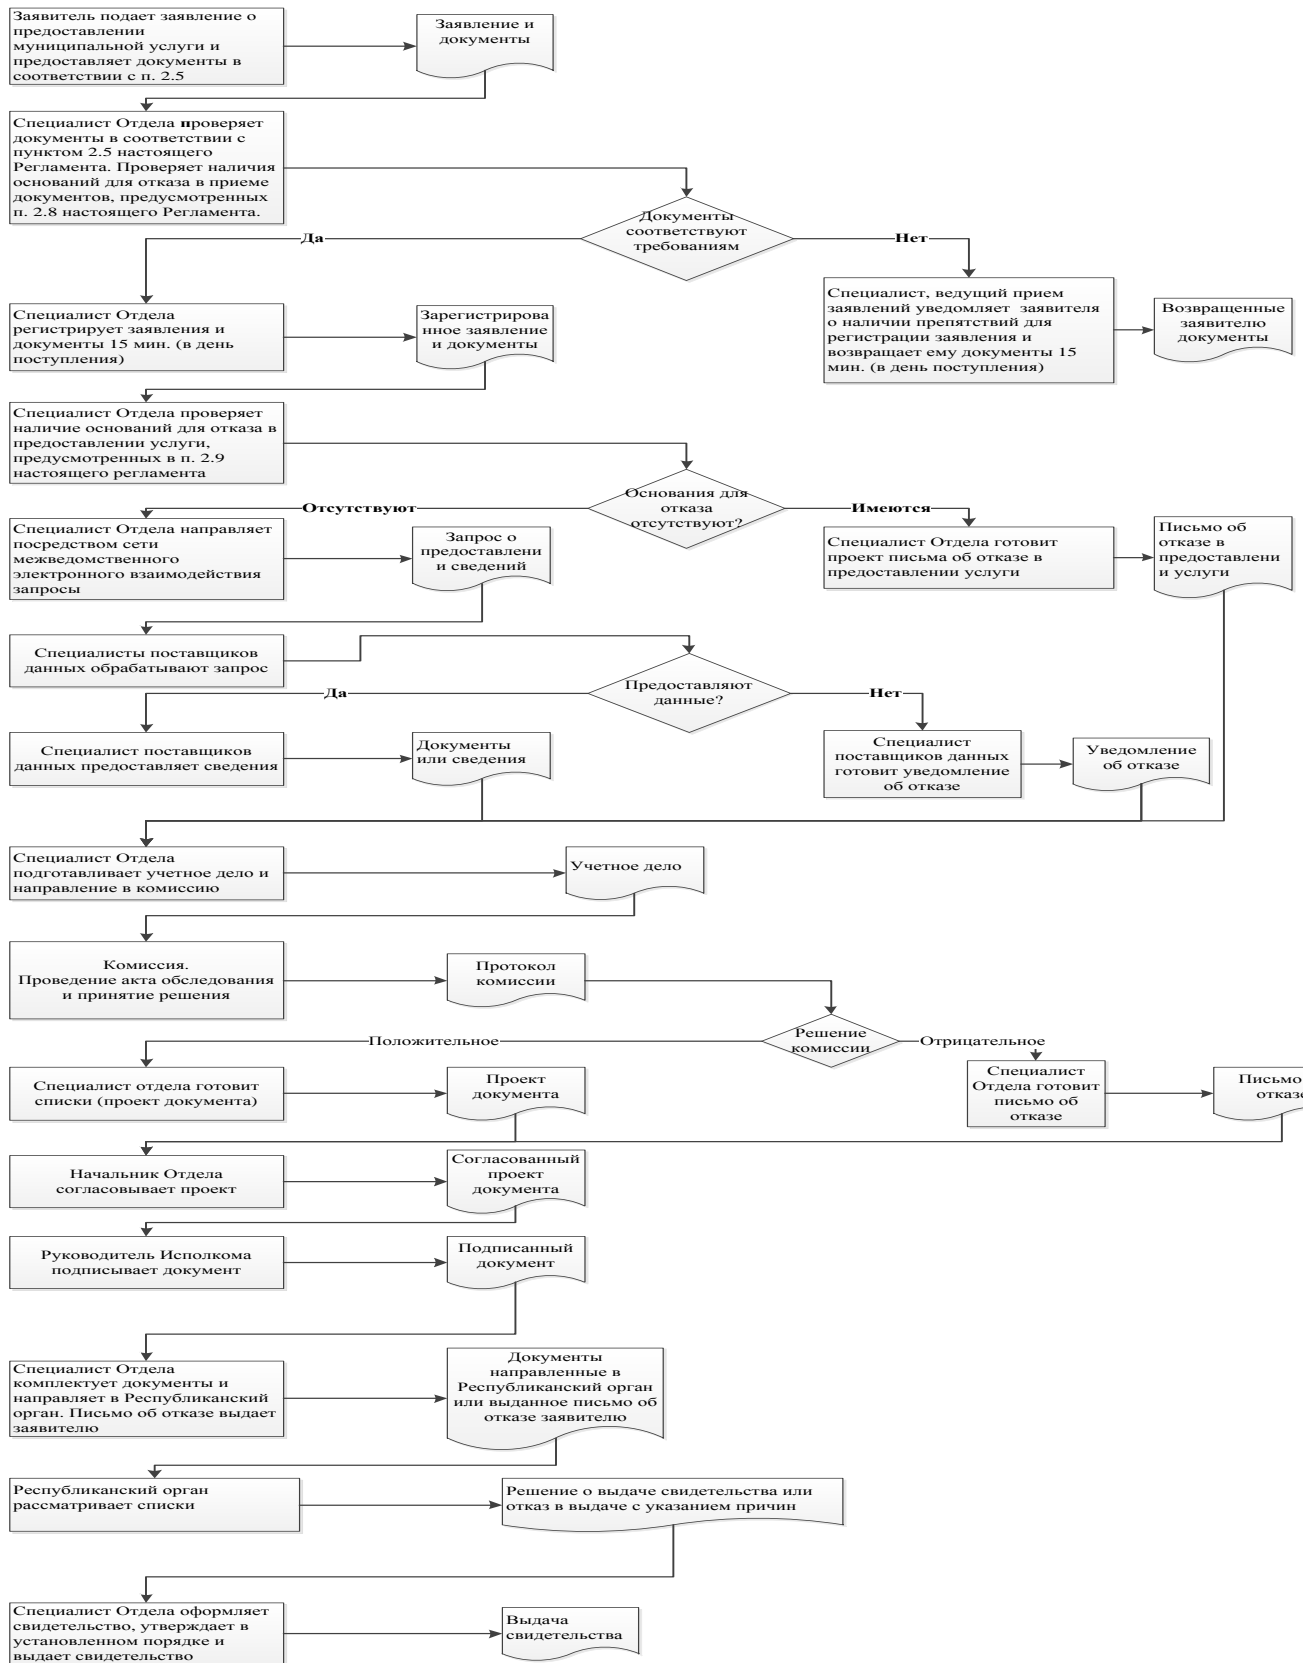 Заявитель подает заявление о
предоставлении
муниципальной услуги и
предоставляет документы в
соответствии с п. 2.5
Заявление и
документы
Специалист Отдела проверяет
документы в соответствии с
пунктом 2.5 настоящего
Регламента. Проверяет наличия
оснований для отказа в приеме
документов, предусмотренных
п. 2.8 настоящего Регламента.
Документы
соответствуют
требованиям
Да
Нет
Специалист Отдела
регистрирует заявления и
документы 15 мин. (в день
поступления)
Зарегистрирова
нное заявление
и документы
Специалист, ведущий прием
заявлений уведомляет заявителя
о наличии препятствий для
регистрации заявления и
возвращает ему документы 15
мин. (в день поступления)
Возвращенные
заявителю
документы
Специалист Отдела проверяет
наличие оснований для отказа в
предоставлении услуги,
предусмотренных в п. 2.9
настоящего регламента
Основания для
отказа
отсутствуют?
Отсутствуют
Имеются
Специалист Отдела направляет
посредством сети
межведомственного
электронного взаимодействия
запросы
Запрос о
предоставлени
и сведений
Специалист Отдела готовит
проект письма об отказе в
предоставлении услуги
Письмо об
отказе в
предоставлени
и услуги
Специалисты поставщиков
данных обрабатывают запрос
Предоставляют
данные?
Да
Нет
Специалист поставщиков
данных предоставляет сведения
Документы
или сведения
Специалист
поставщиков данных
готовит уведомление
об отказе
Уведомление
об отказе
Специалист Отдела
подготавливает учетное дело и
направление в комиссию
Учетное дело
Комиссия.
Проведение акта обследования
и принятие решения
Протокол
комиссии
Решение
комиссии
Положительное
Отрицательное
Специалист отдела готовит
списки (проект документа)
Проект
документа
Специалист
Отдела готовит
письмо об
отказе
Письмо
отказе
Начальник Отдела
согласовывает проект
Согласованный
проект
документа
Руководитель Исполкома
подписывает документ
Подписанный
документ
Специалист Отдела
комплектует документы и
направляет в Республиканский
орган. Письмо об отказе выдает
заявителю
Документы
направленные в
Республиканский орган
или выданное письмо об
отказе заявителю
Республиканский орган
рассматривает списки
Решение о выдаче свидетельства или
отказ в выдаче с указанием причин
Специалист Отдела оформляет
свидетельство, утверждает в
установленном порядке и
выдает свидетельство
Выдача
свидетельства